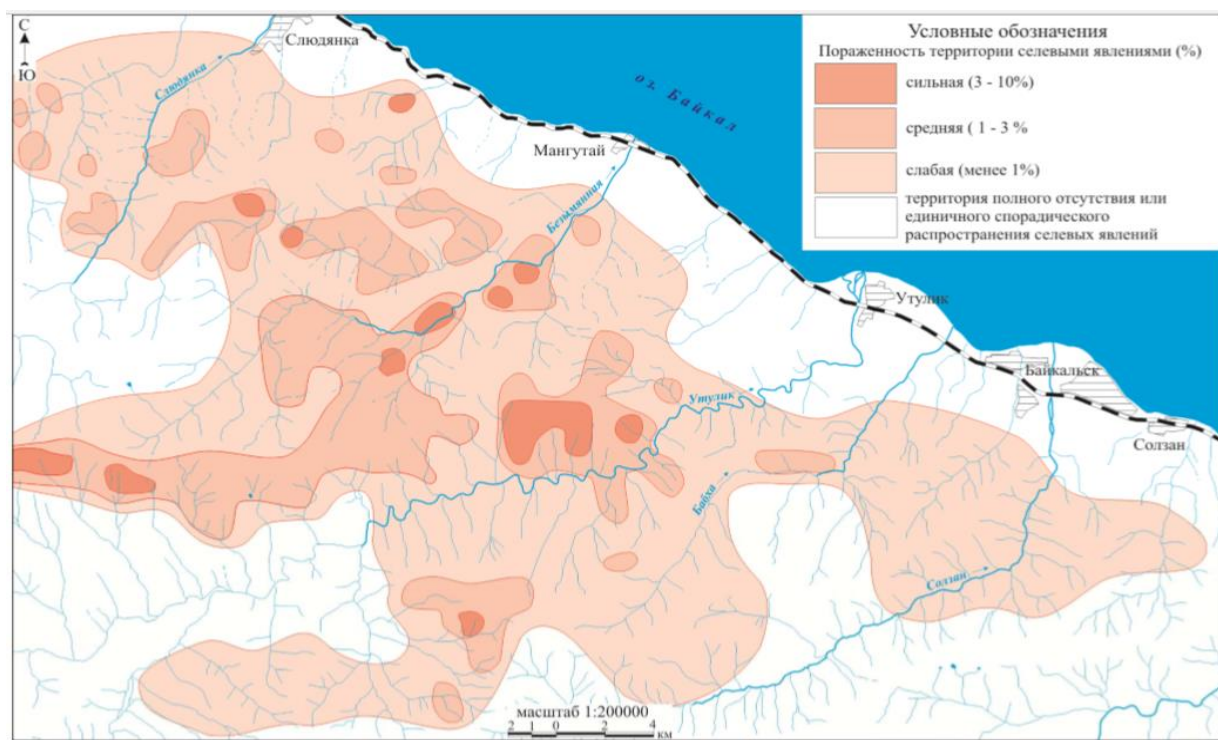 С
Ю
Слюдянка
Слюдянка
оз. Байкал
Мангутай
Безымянная
Утулик
Утулик
Байкальск
Солзан
Бабха
Солзан
Условные обозначения
Пораженность территории селевыми явлениями (%)
сильная (3 - 10%)
средняя ( 1 - 3 %
слабая (менее 1%)
территория полного отсутствия или
единичного спорадического
распространения селевых явлений
масштаб 1:200000
2 1 0 2 4
км